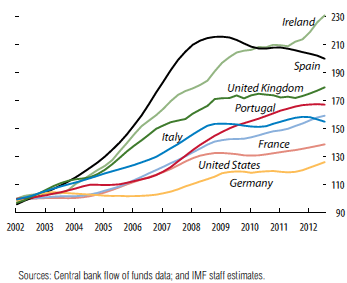 Ireland
Spain
United Kingdom
Portugal
Italy
France
United States
Germany
230
210
190
170
150
130
110
90
2002 2003 2004 2005 2006 2007 2008 2009 2010 2011 2012
Sources: Central bank flow of funds data; and IMF staff estimates.